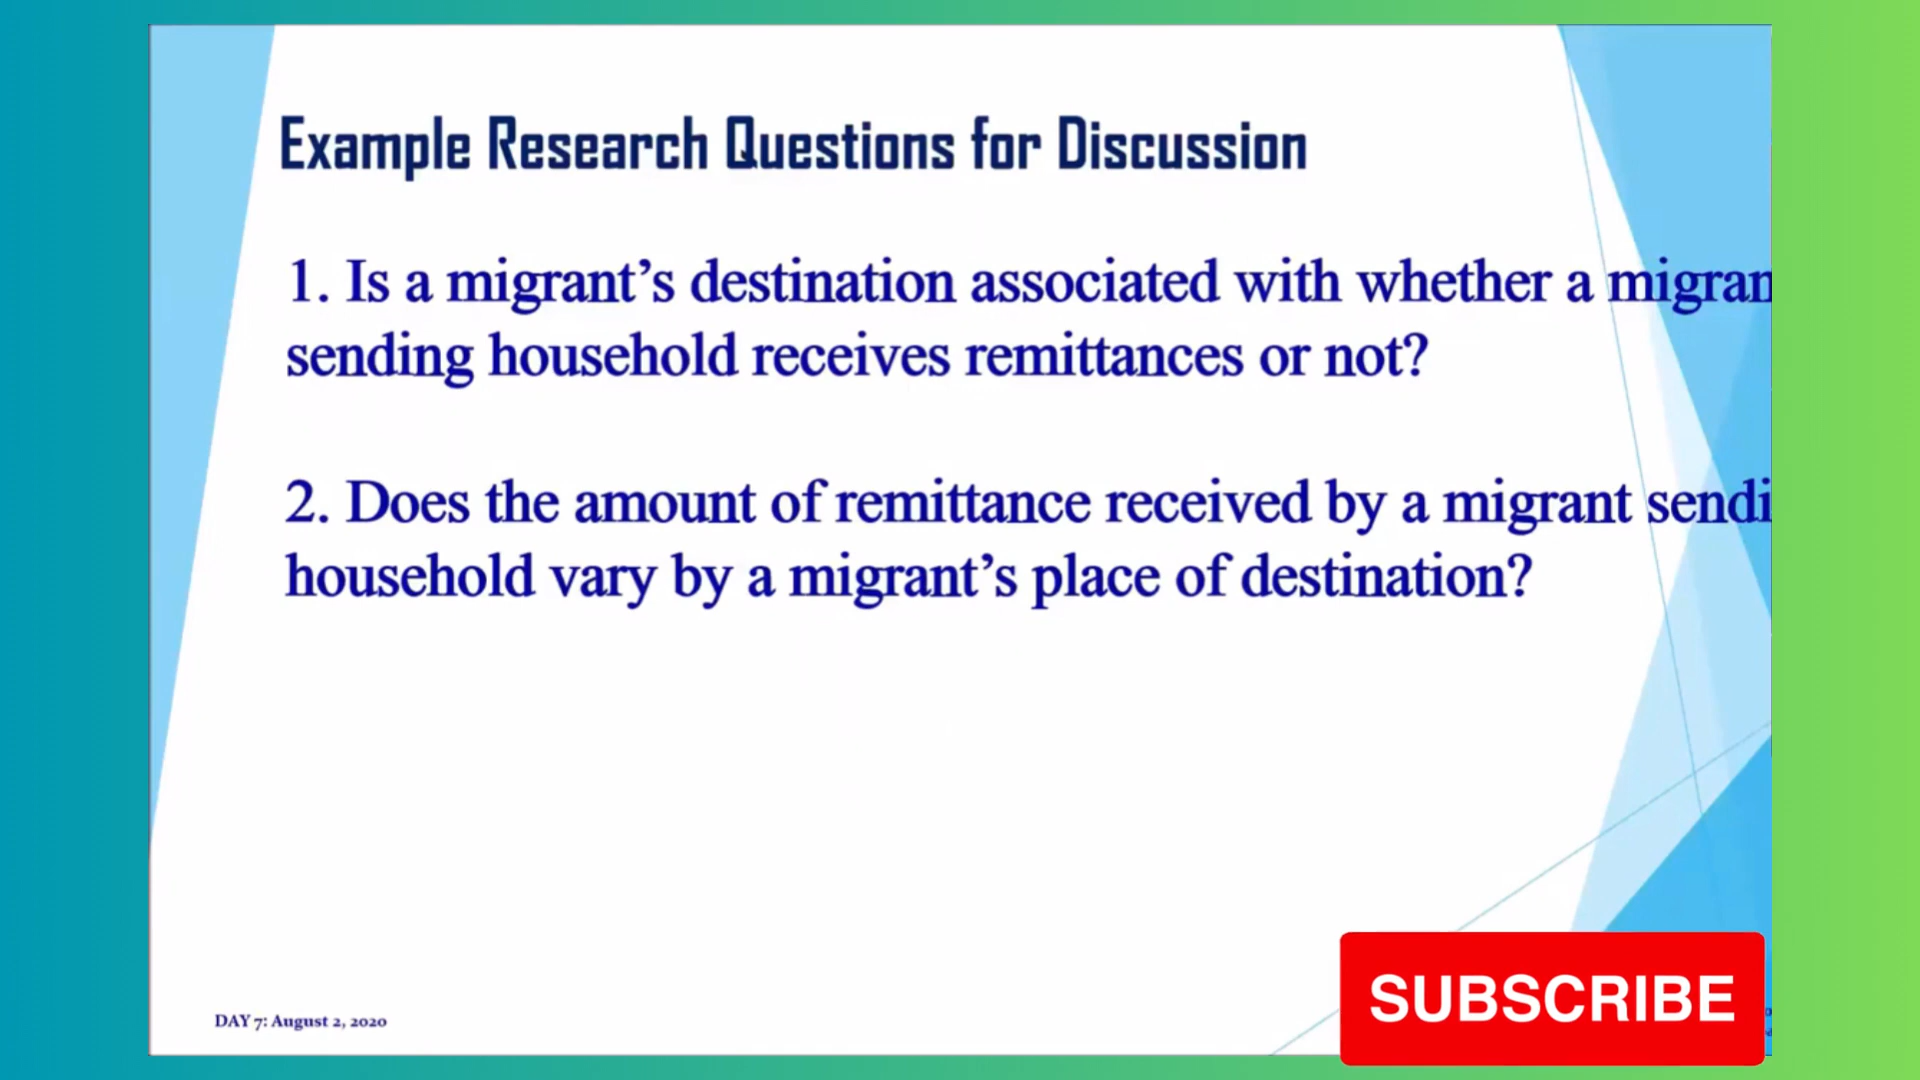 Example Research Questions for Discussion
1. Is a migrant’s destination associated with whether a migran
sending household receives remittances or not?
2. Does the amount of remittance received by a migrant sendi
household vary by a migrant’s place of destination?
DAY 7: August 2, 2020
SUBSCRIBE